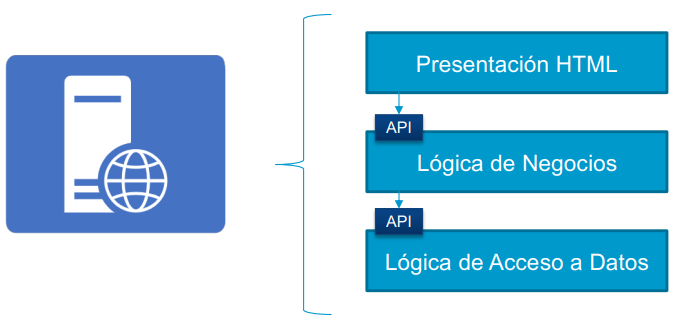 Presentación HTML
API
Lógica de Negocios
API
Lógica de Acceso a Datos